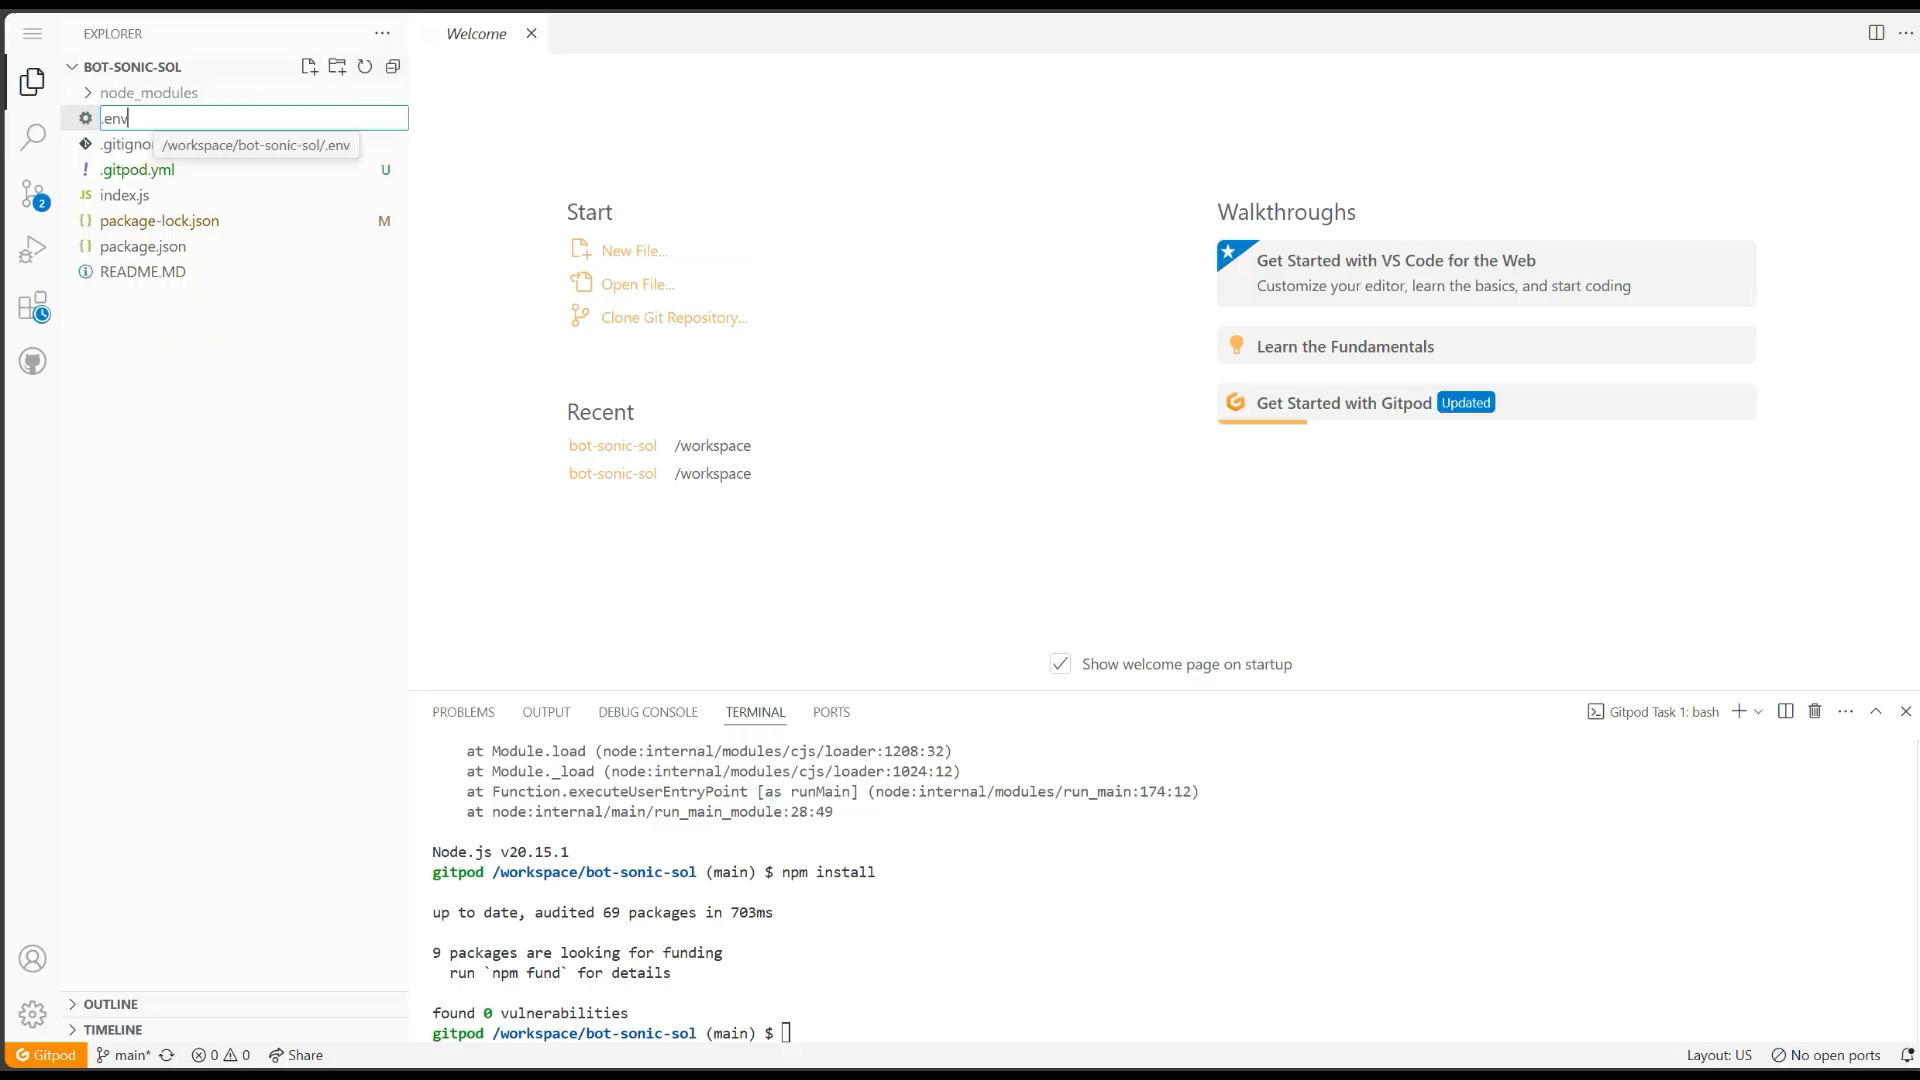 EXPLORER
Welcome
BOT-SONIC-SOL
node_modules
.env
.gitigno
/workspace/bot-sonic-sol/.env
.gitpod.yml U
JS index.js
{} package-lock.json M
{} package.json
README.MD
2
Start
New File...
Open File...
Clone Git Repository...
Recent
bot-sonic-sol /workspace
bot-sonic-sol /workspace
Walkthroughs
Get Started with VS Code for the Web
Customize your editor, learn the basics, and start coding
Learn the Fundamentals
Get Started with Gitpod Updated
Show welcome page on startup
PROBLEMS OUTPUT DEBUG CONSOLE TERMINAL PORTS
Gitpod Task 1: bash
at Module.load (node:internal/modules/cjs/loader:1208:32)
at Module._load (node:internal/modules/cjs/loader:1024:12)
at Function.executeUserEntryPoint [as runMain] (node:internal/modules/run_main:174:12)
at node:internal/main/run_main_module:28:49
Node.js v20.15.1
gitpod /workspace/bot-sonic-sol (main) $ npm install
up to date, audited 69 packages in 703ms
9 packages are looking for funding
run `npm fund` for details
found 0 vulnerabilities
gitpod /workspace/bot-sonic-sol (main) $
OUTLINE
TIMELINE
Gitpod main* 0 0 Share
Layout: US No open ports